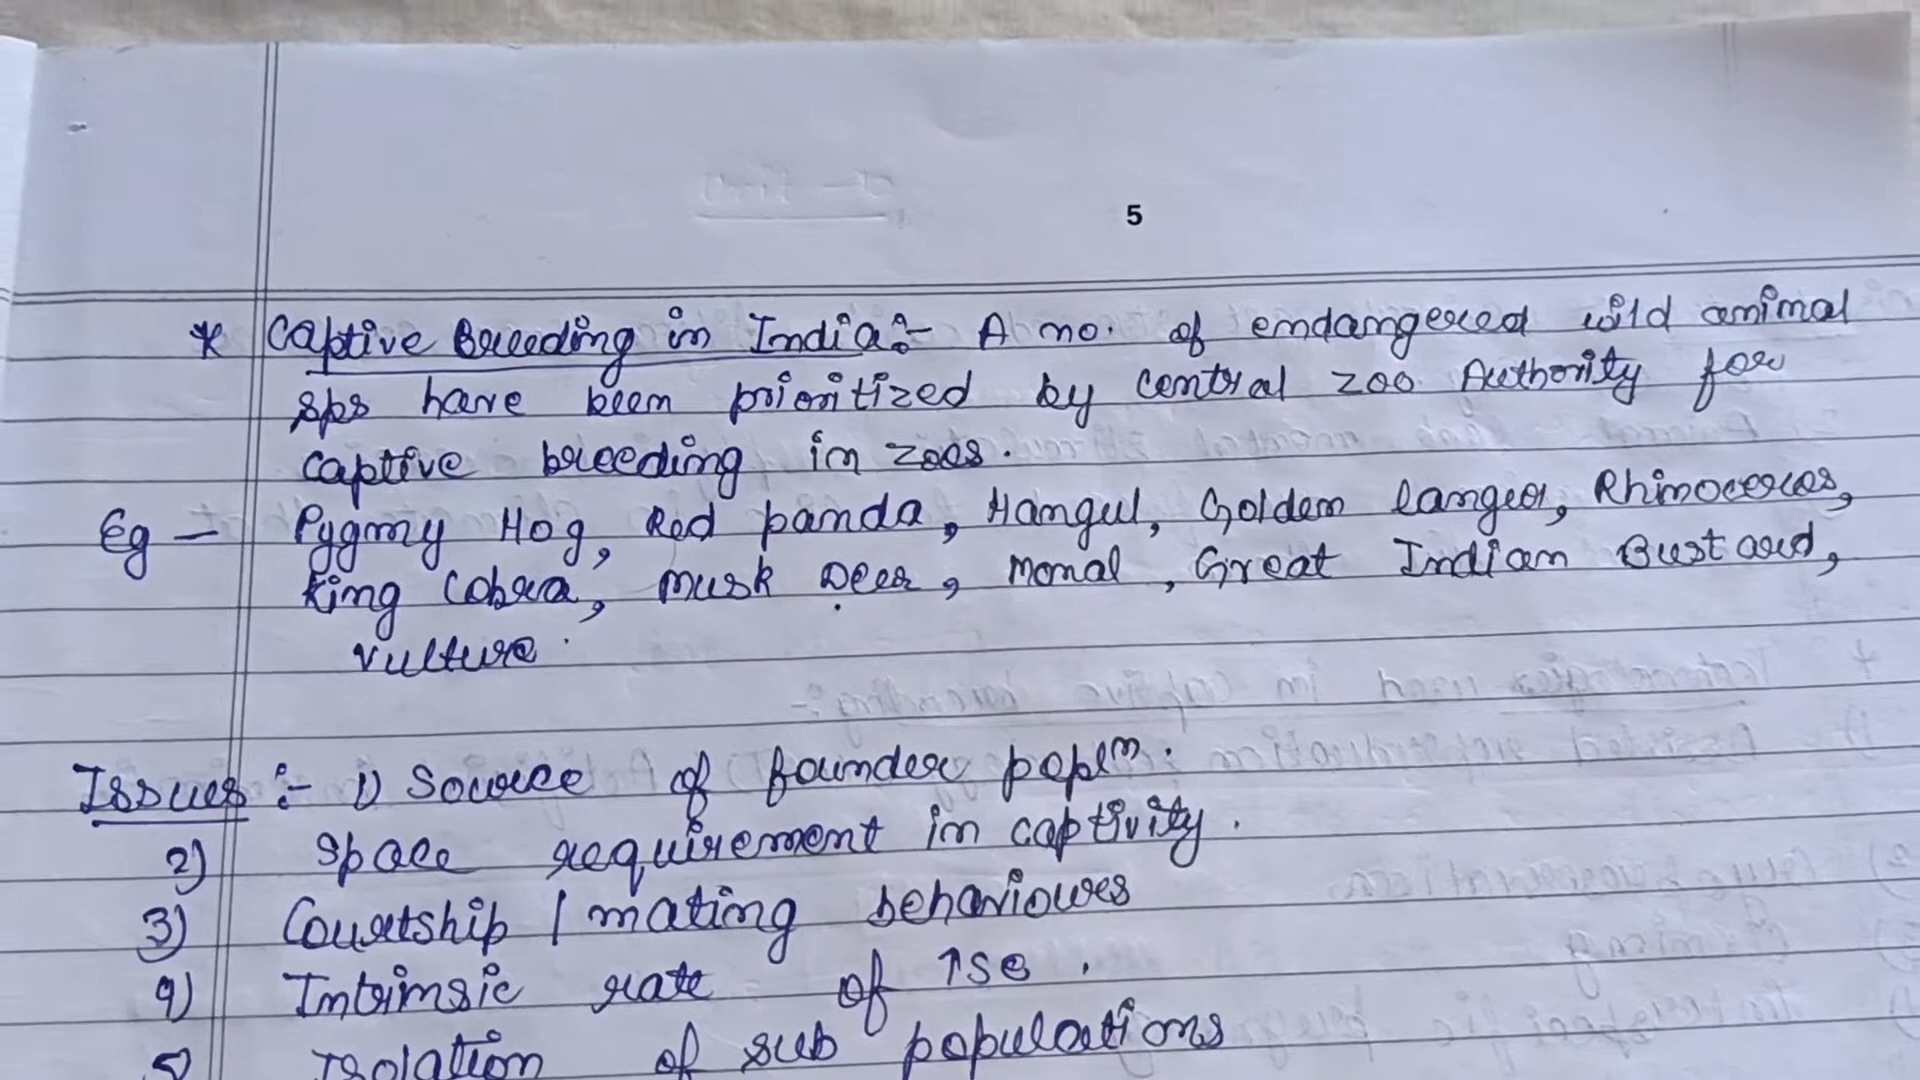 5
* Captive Breeding in India:- A no. of endangered wild animal
sps have been prioritized by Central Zoo Authority for
captive breeding in zoos.
Eg - Pygmy Hog, Red panda, Hangul, Golden langur, Rhinoceros,
King Cobra, Musk Deer, Monal, Great Indian Bustard,
vulture.
Issues :- 1) Source of founder popln.
2) Space requirement in captivity.
3) Courtship / mating behaviours
4) Intrinsic rate of ↑se.
5) Isolation of sub populations